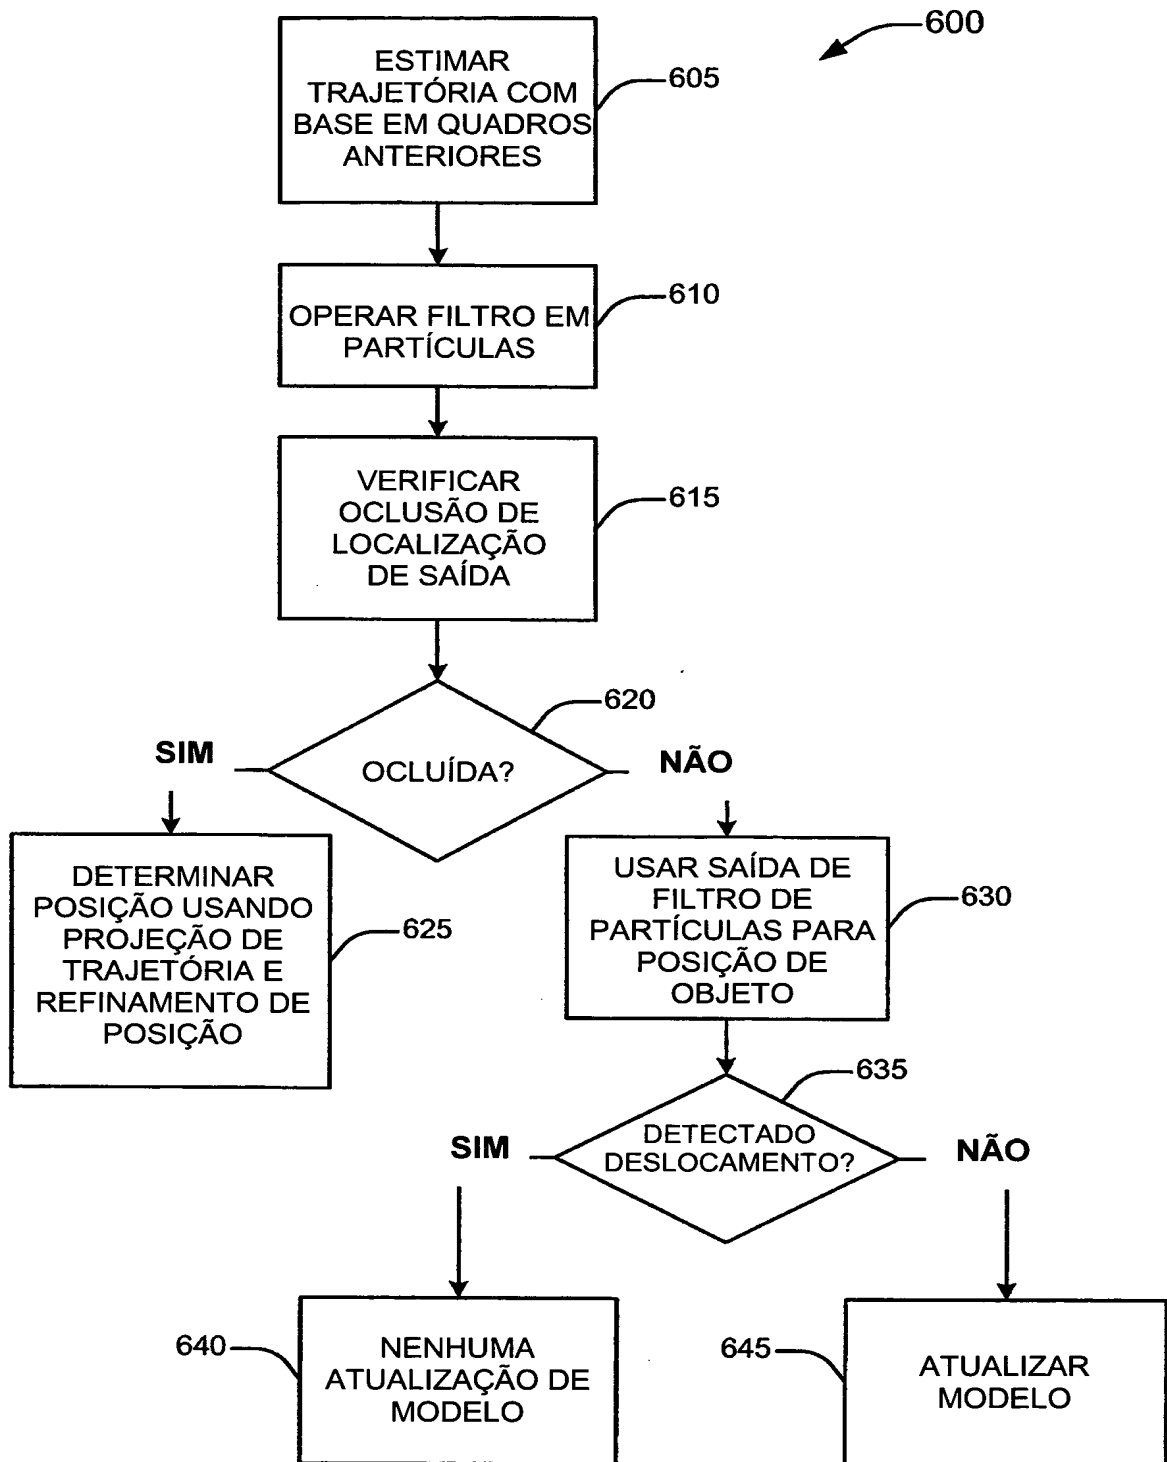 600
ESTIMAR
TRAJETÓRIA COM
BASE EM QUADROS
ANTERIORES
605
OPERAR FILTRO EM
PARTÍCULAS
610
VERIFICAR
OCLUSÃO DE
LOCALIZAÇÃO
DE SAÍDA
615
620
SIM
OCLUÍDA?
NÃO
DETERMINAR
POSIÇÃO USANDO
PROJEÇÃO DE
TRAJETÓRIA E
REFINAMENTO DE
POSIÇÃO
625
USAR SAÍDA DE
FILTRO DE
PARTÍCULAS PARA
POSIÇÃO DE
OBJETO
630
635
SIM
DETECTADO
DESLOCAMENTO?
NÃO
640
NENHUMA
ATUALIZAÇÃO DE
MODELO
645
ATUALIZAR
MODELO